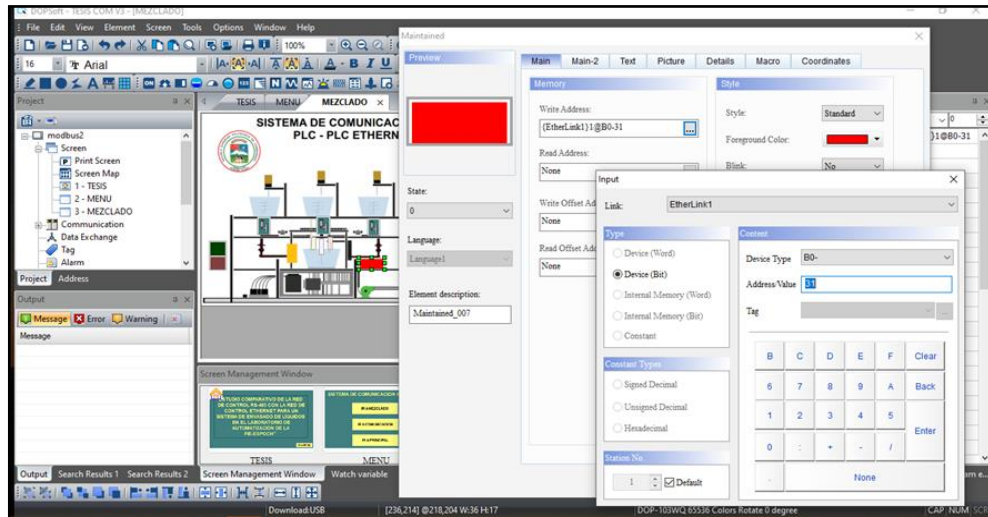 DOPSoft - TESIS COM V3 - [MEZCLADO]
File Edit View Element Screen Tools Options Window Help
100%
16 Arial
Project
modbus2
Screen
Print Screen
Screen Map
1 - TESIS
2 - MENU
3 - MEZCLADO
Communication
Data Exchange
Tag
Alarm
Project Address
Output
Message Error Warning
Message
TESIS MENU MEZCLADO
SISTEMA DE COMUNICAC
PLC - PLC ETHERN
Screen Management Window
TESIS MENU
Output Search Results 1 Search Results 2 Screen Management Window Watch variable
Download:USB [236,214] @218,204 W:36 H:17 DOP-103WQ 65536 Colors Rotate 0 degree CAP NUM SCR
Maintained
Preview
State:
0
Language:
Language1
Element description:
Maintained_007
Main Main-2 Text Picture Details Macro Coordinates
Memory
Write Address:
{EtherLink1}1@B0-31
Read Address:
None
Write Offset Ad
None
Read Offset Add
None
Style
Style: Standard
Foreground Color:
Blink: No
0
}1@B0-31
Input
Link: EtherLink1
Type
Device (Word)
Device (Bit)
Internal Memory (Word)
Internal Memory (Bit)
Constant
Constant Types
Signed Decimal
Unsigned Decimal
Hexadecimal
Station No.
1 Default
Content
Device Type B0-
Address/Value 31
Tag
B C D E F Clear
6 7 8 9 A Back
1 2 3 4 5
Enter
0 : + - /
. None